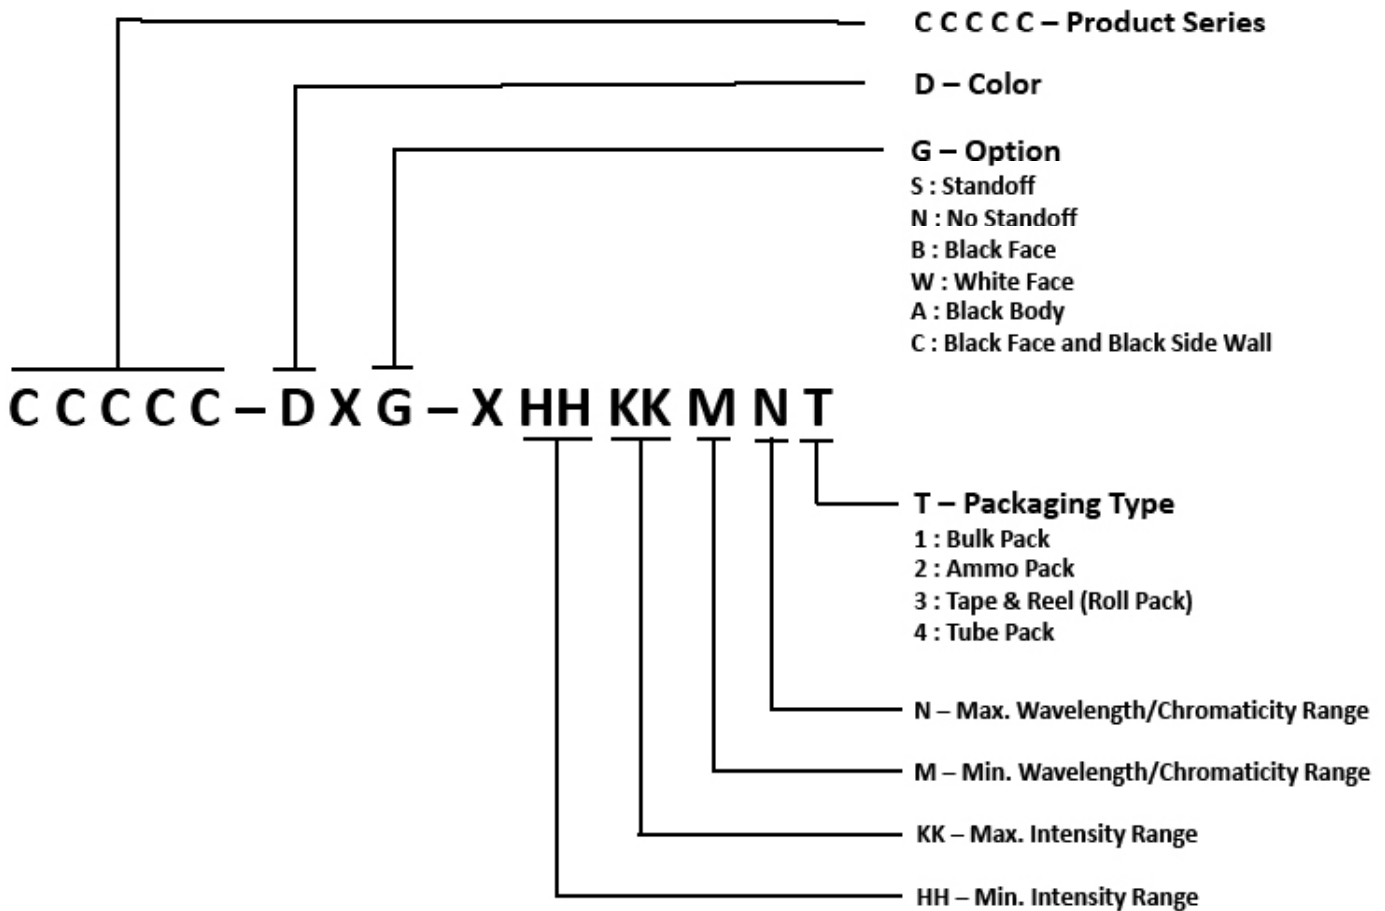 C C C C C – Product Series
D – Color
G – Option
S : Standoff
N : No Standoff
B : Black Face
W : White Face
A : Black Body
C : Black Face and Black Side Wall
C C C C C – D X G – X HH KK M N T
T – Packaging Type
1 : Bulk Pack
2 : Ammo Pack
3 : Tape & Reel (Roll Pack)
4 : Tube Pack
N – Max. Wavelength/Chromaticity Range
M – Min. Wavelength/Chromaticity Range
KK – Max. Intensity Range
HH – Min. Intensity Range